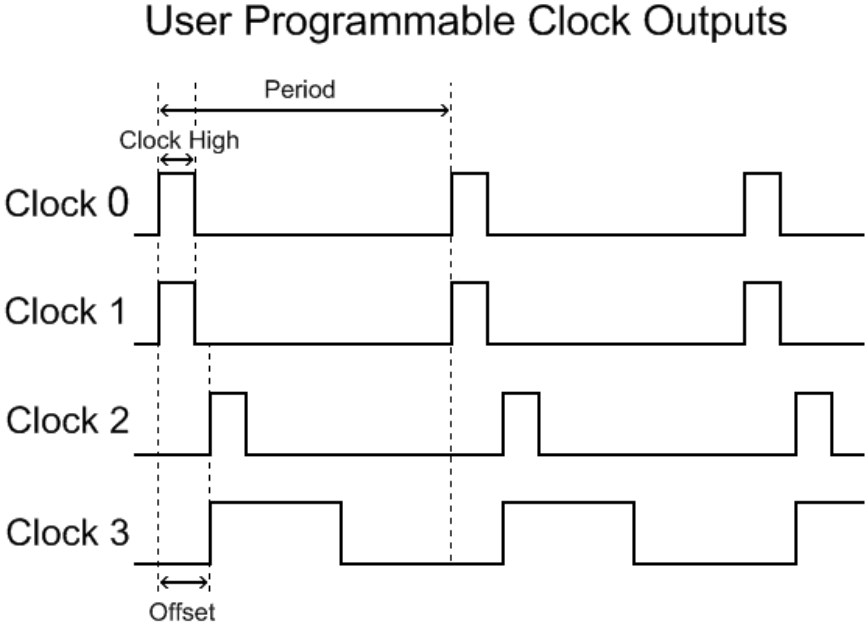 User Programmable Clock Outputs
Period
Clock High
Clock 0
Clock 1
Clock 2
Clock 3
Offset